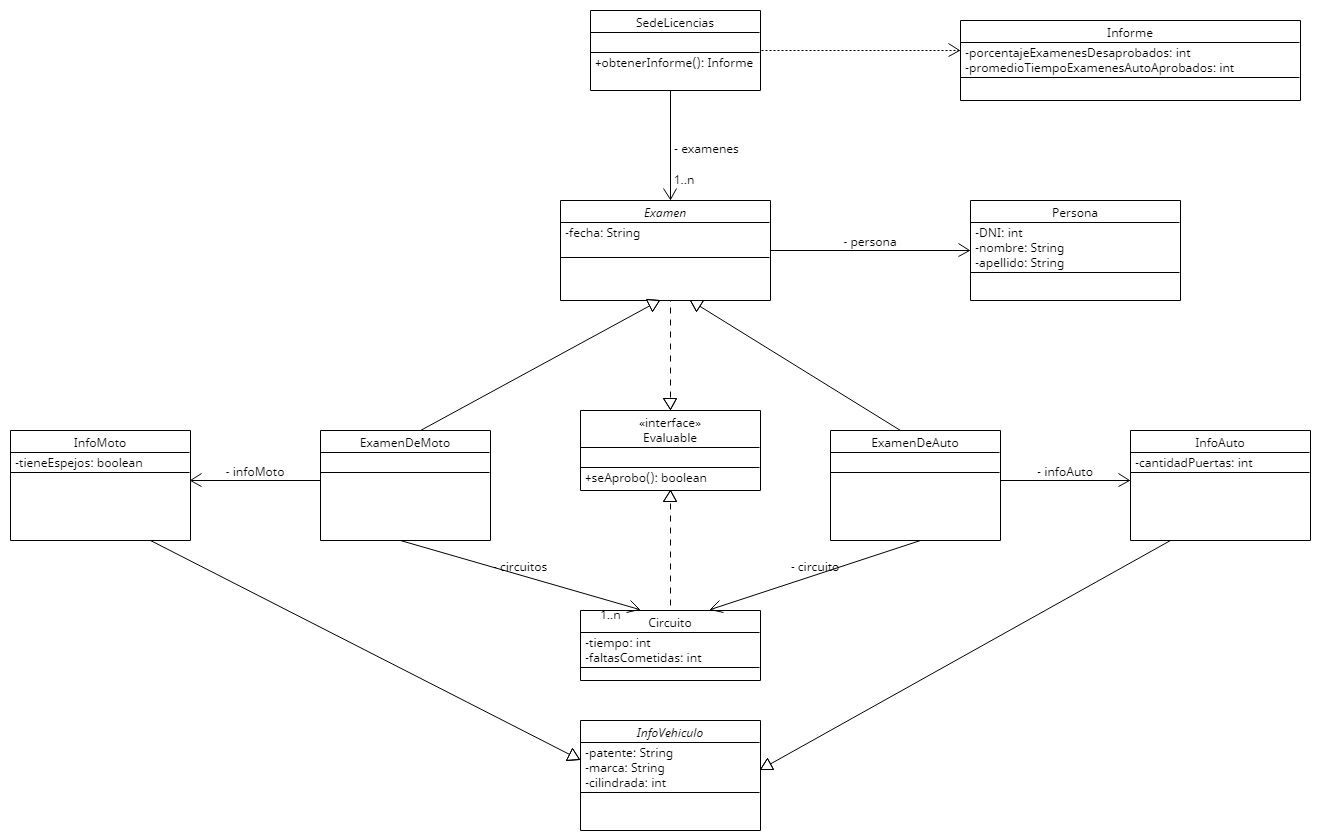 SedeLicencias
+obtenerInforme(): Informe
Informe
-porcentajeExamenesDesaprobados: int
-promedioTiempoExamenesAutoAprobados: int
- examenes
1..n
Examen
-fecha: String
- persona
Persona
-DNI: int
-nombre: String
-apellido: String
InfoMoto
-tieneEspejos: boolean
- infoMoto
ExamenDeMoto
«interface»
Evaluable
+seAprobo(): boolean
ExamenDeAuto
- infoAuto
InfoAuto
-cantidadPuertas: int
- circuitos
- circuito
1..n
Circuito
-tiempo: int
-faltasCometidas: int
InfoVehiculo
-patente: String
-marca: String
-cilindrada: int